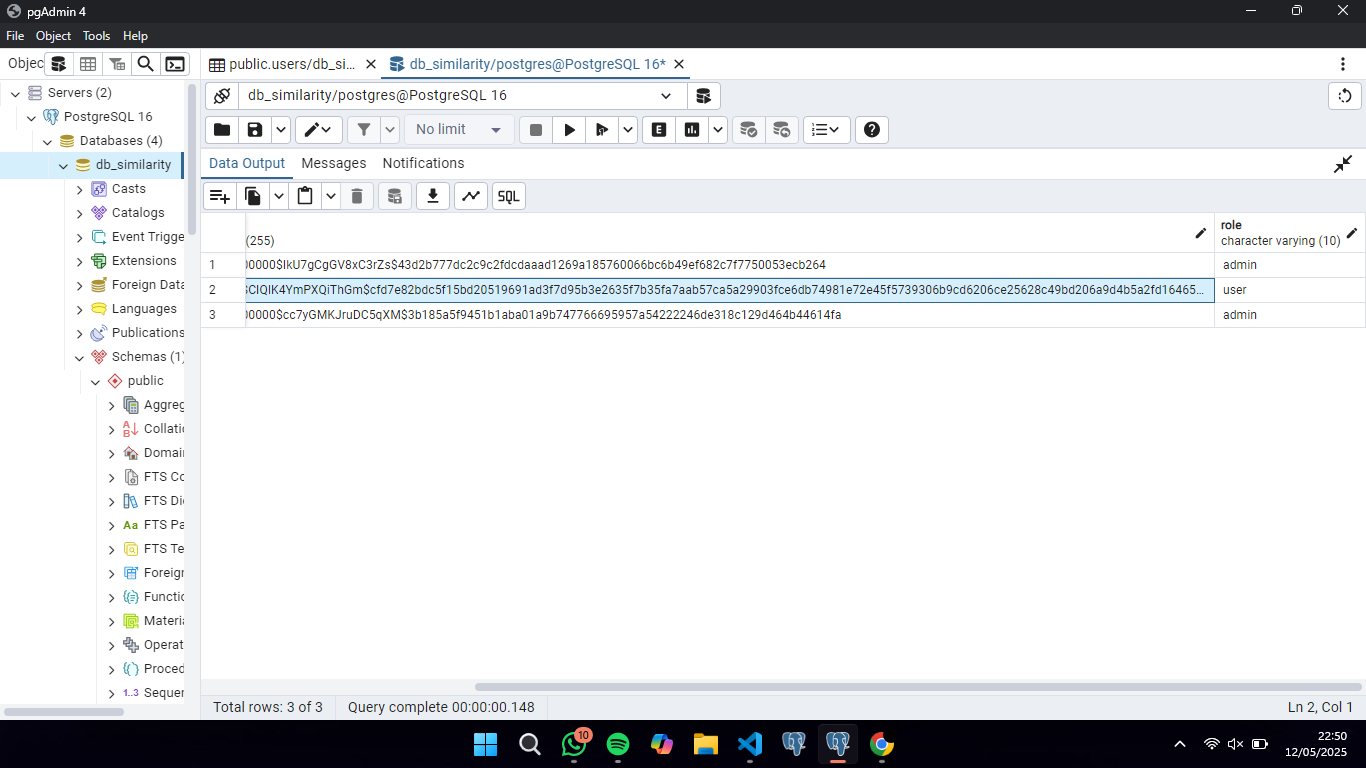 pgAdmin 4
File Object Tools Help
Objec
public.users/db_si...
db_similarity/postgres@PostgreSQL 16*
Servers (2)
PostgreSQL 16
Databases (4)
db_similarity
Casts
Catalogs
Event Trigge
Extensions
Foreign Data
Languages
Publications
Schemas (1)
public
Aggreg
Collatio
Domai
FTS Co
FTS Di
Aa FTS Pa
FTS Te
Foreig
Functio
Materi
Operat
Proced
1..3 Sequer
db_similarity/postgres@PostgreSQL 16
No limit
E
Data Output Messages Notifications
SQL
(255)
role
character varying (10)
1 00000$IkU7gCgGV8xC3rZs$43d2b777dc2c9c2fdcdaaad1269a185760066bc6b49ef682c7f7750053ecb264 admin
2 $CIQIK4YmPXQiThGm$cfd7e82bdc5f15bd20519691ad3f7d95b3e2635f7b35fa7aab57ca5a29903fce6db74981e72e45f5739306b9cd6206ce25628c49bd206a9d4b5a2fd16465... user
3 00000$cc7yGMKJruDC5qXM$3b185a5f9451b1aba01a9b747766695957a54222246de318c129d464b44614fa admin
Total rows: 3 of 3 Query complete 00:00:00.148 Ln 2, Col 1
10
22:50
12/05/2025